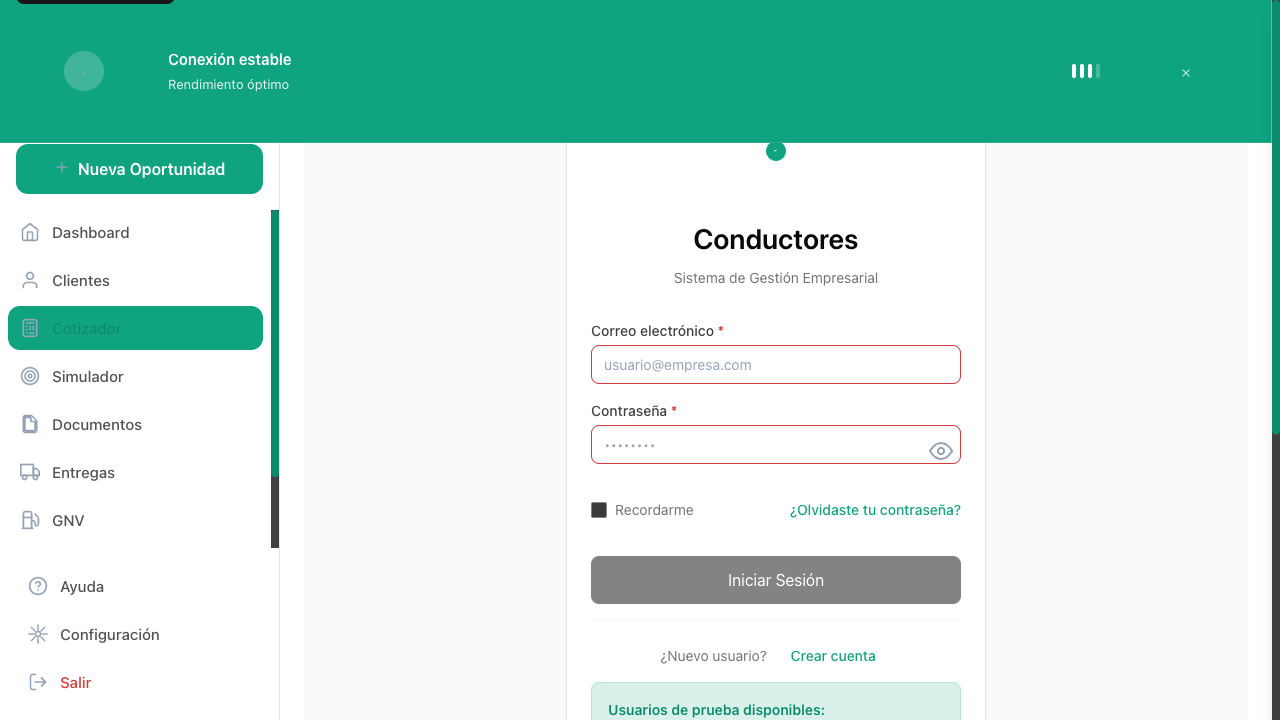 Conexión estable
Rendimiento óptimo
×
+ Nueva Oportunidad
Dashboard
Clientes
Cotizador
Simulador
Documentos
Entregas
GNV
Ayuda
Configuración
Salir
Conductores
Sistema de Gestión Empresarial
Correo electrónico *
usuario@empresa.com
Contraseña *
••••••••
Recordarme
¿Olvidaste tu contraseña?
Iniciar Sesión
¿Nuevo usuario? Crear cuenta
Usuarios de prueba disponibles: